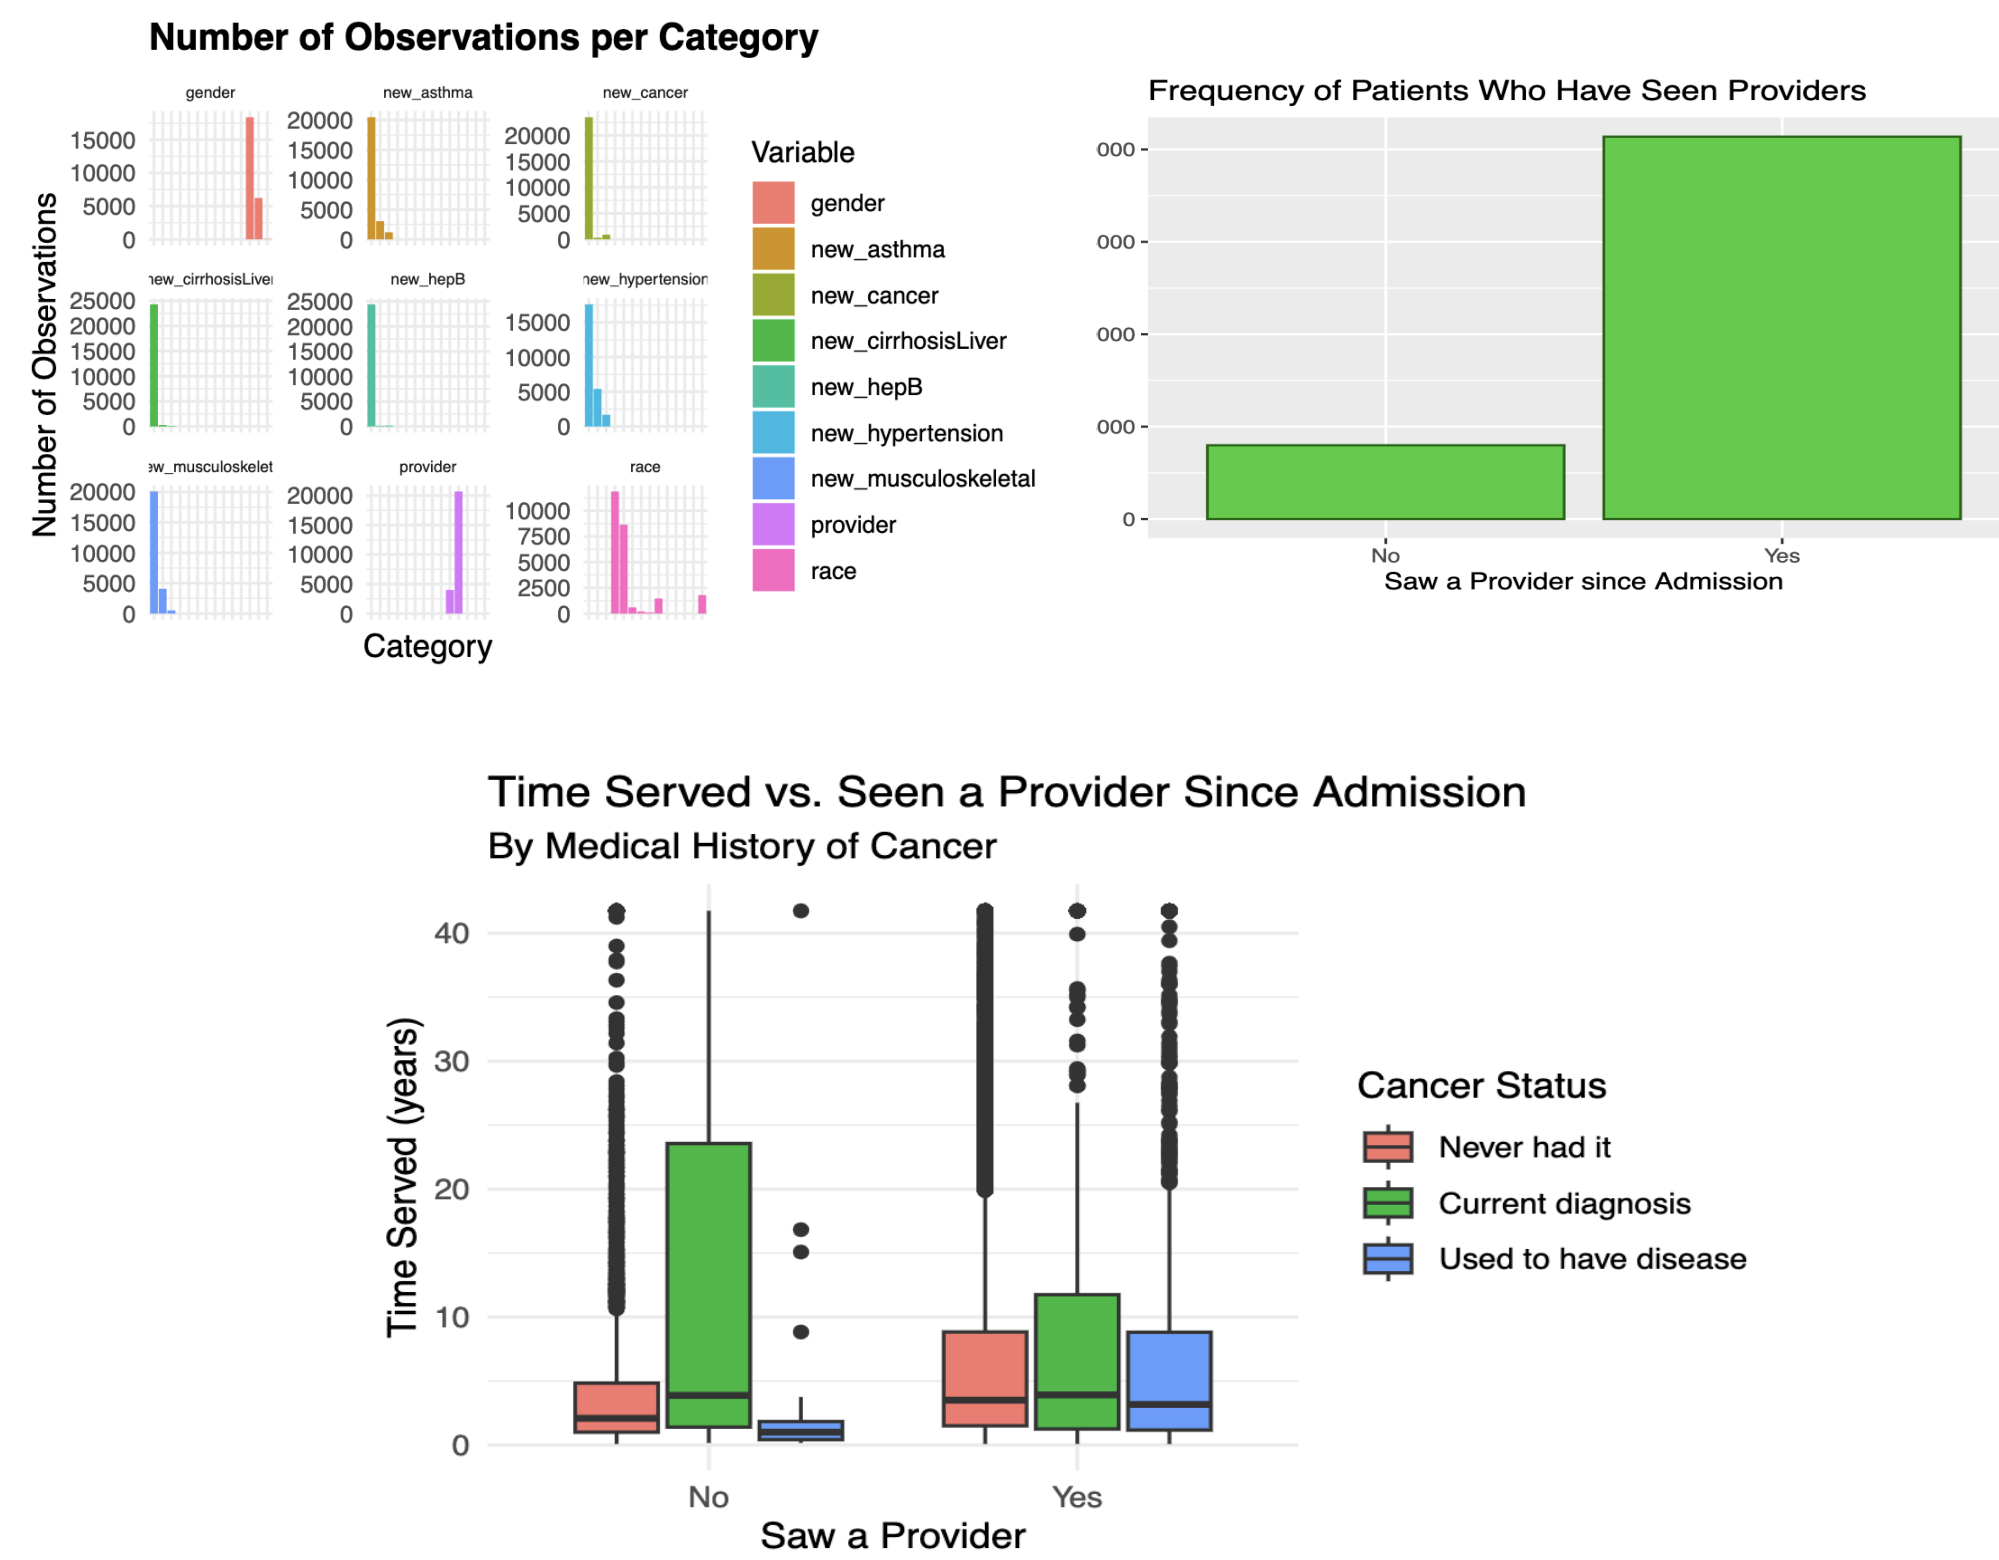 Number of Observations per Category
gender
new_asthma
new_cancer
15000
10000
5000
0
20000
15000
10000
5000
0
20000
15000
10000
5000
0
new_cirrhosisLiver
new_hepB
new_hypertension
25000
20000
15000
10000
5000
0
25000
20000
15000
10000
5000
0
15000
10000
5000
0
ew_musculoskelet
provider
race
20000
15000
10000
5000
0
20000
15000
10000
5000
0
10000
7500
5000
2500
0
Number of Observations
Category
Variable
gender
new_asthma
new_cancer
new_cirrhosisLiver
new_hepB
new_hypertension
new_musculoskeletal
provider
race
Frequency of Patients Who Have Seen Providers
000
000
000
000
0
No
Yes
Saw a Provider since Admission
Time Served vs. Seen a Provider Since Admission
By Medical History of Cancer
Time Served (years)
40
30
20
10
0
No
Yes
Saw a Provider
Cancer Status
Never had it
Current diagnosis
Used to have disease